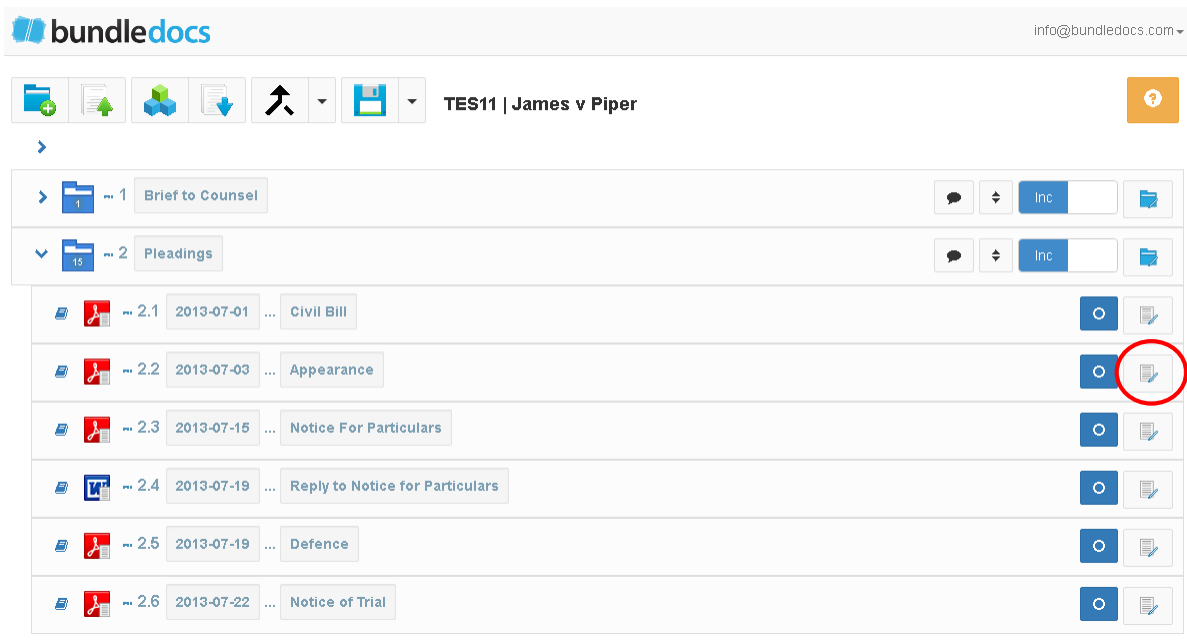 bundledocs info@bundledocs.com
TES11 | James v Piper ?
1 1 Brief to Counsel Inc
15 2 Pleadings Inc
2.1 2013-07-01 ... Civil Bill
2.2 2013-07-03 ... Appearance
2.3 2013-07-15 ... Notice For Particulars
W 2.4 2013-07-19 ... Reply to Notice for Particulars
2.5 2013-07-19 ... Defence
2.6 2013-07-22 ... Notice of Trial